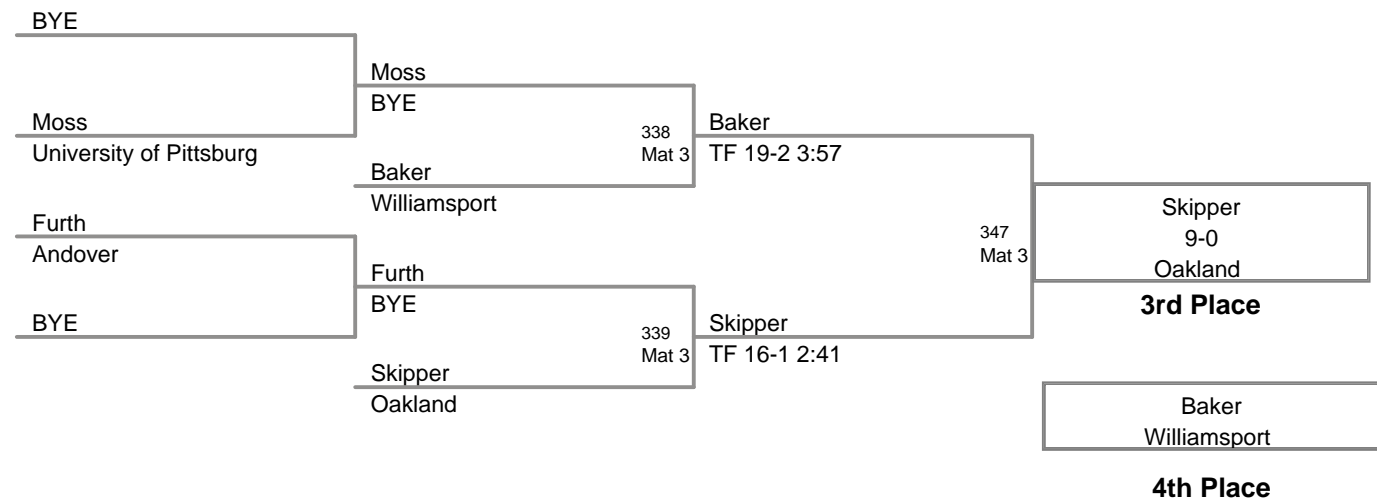 BYE
Moss
BYE
Moss
University of Pittsburg
338
Mat 3
Baker
TF 19-2 3:57
Baker
Williamsport
Furth
Andover
Skipper
9-0
Oakland
3rd Place
347
Mat 3
Furth
BYE
BYE
339
Mat 3
Skipper
TF 16-1 2:41
Skipper
Oakland
Baker
Williamsport
4th Place